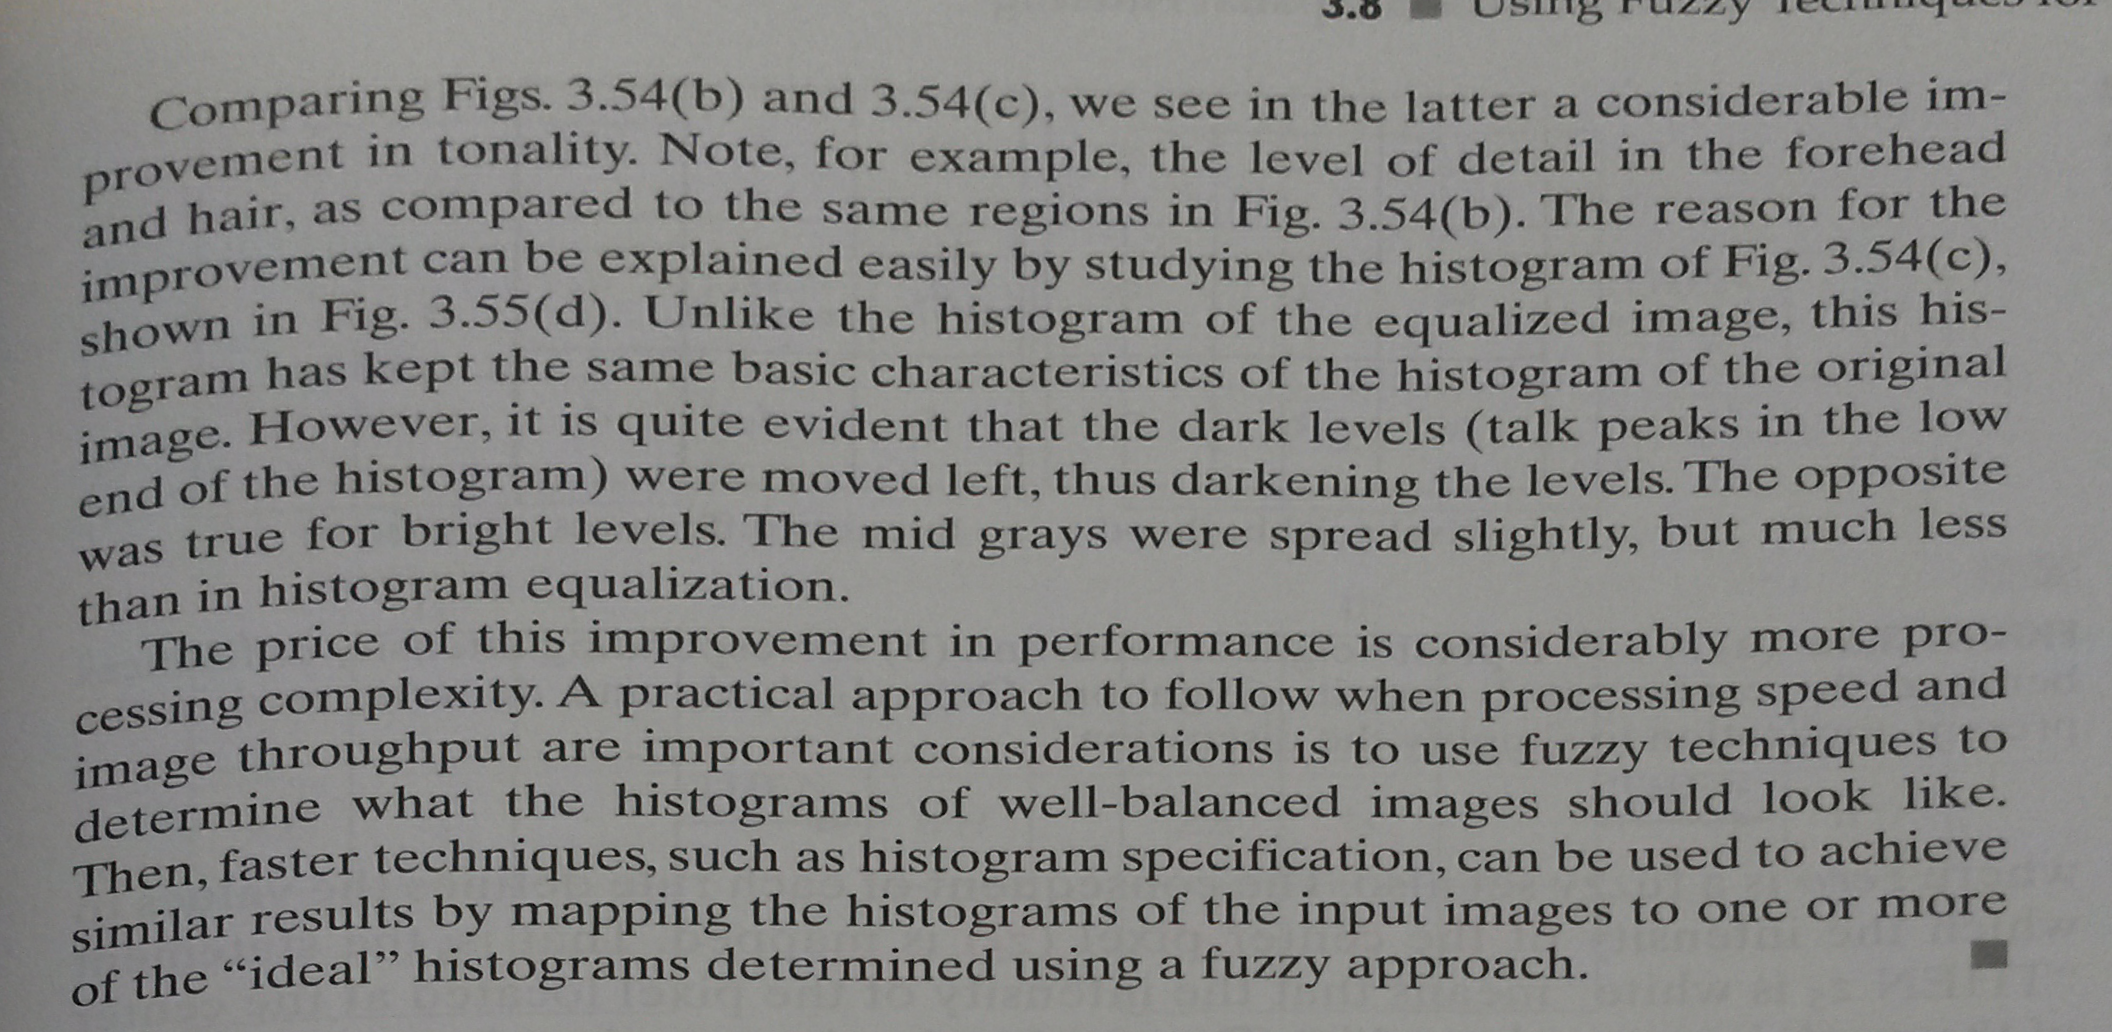 3.8 ■ Using Fuzzy Techniques for
Comparing Figs. 3.54(b) and 3.54(c), we see in the latter a considerable im-
provement in tonality. Note, for example, the level of detail in the forehead
and hair, as compared to the same regions in Fig. 3.54(b). The reason for the
improvement can be explained easily by studying the histogram of Fig. 3.54(c),
shown in Fig. 3.55(d). Unlike the histogram of the equalized image, this his-
togram has kept the same basic characteristics of the histogram of the original
image. However, it is quite evident that the dark levels (talk peaks in the low
end of the histogram) were moved left, thus darkening the levels. The opposite
was true for bright levels. The mid grays were spread slightly, but much less
than in histogram equalization.
The price of this improvement in performance is considerably more pro-
cessing complexity. A practical approach to follow when processing speed and
image throughput are important considerations is to use fuzzy techniques to
determine what the histograms of well-balanced images should look like.
Then, faster techniques, such as histogram specification, can be used to achieve
similar results by mapping the histograms of the input images to one or more
of the “ideal” histograms determined using a fuzzy approach. ■